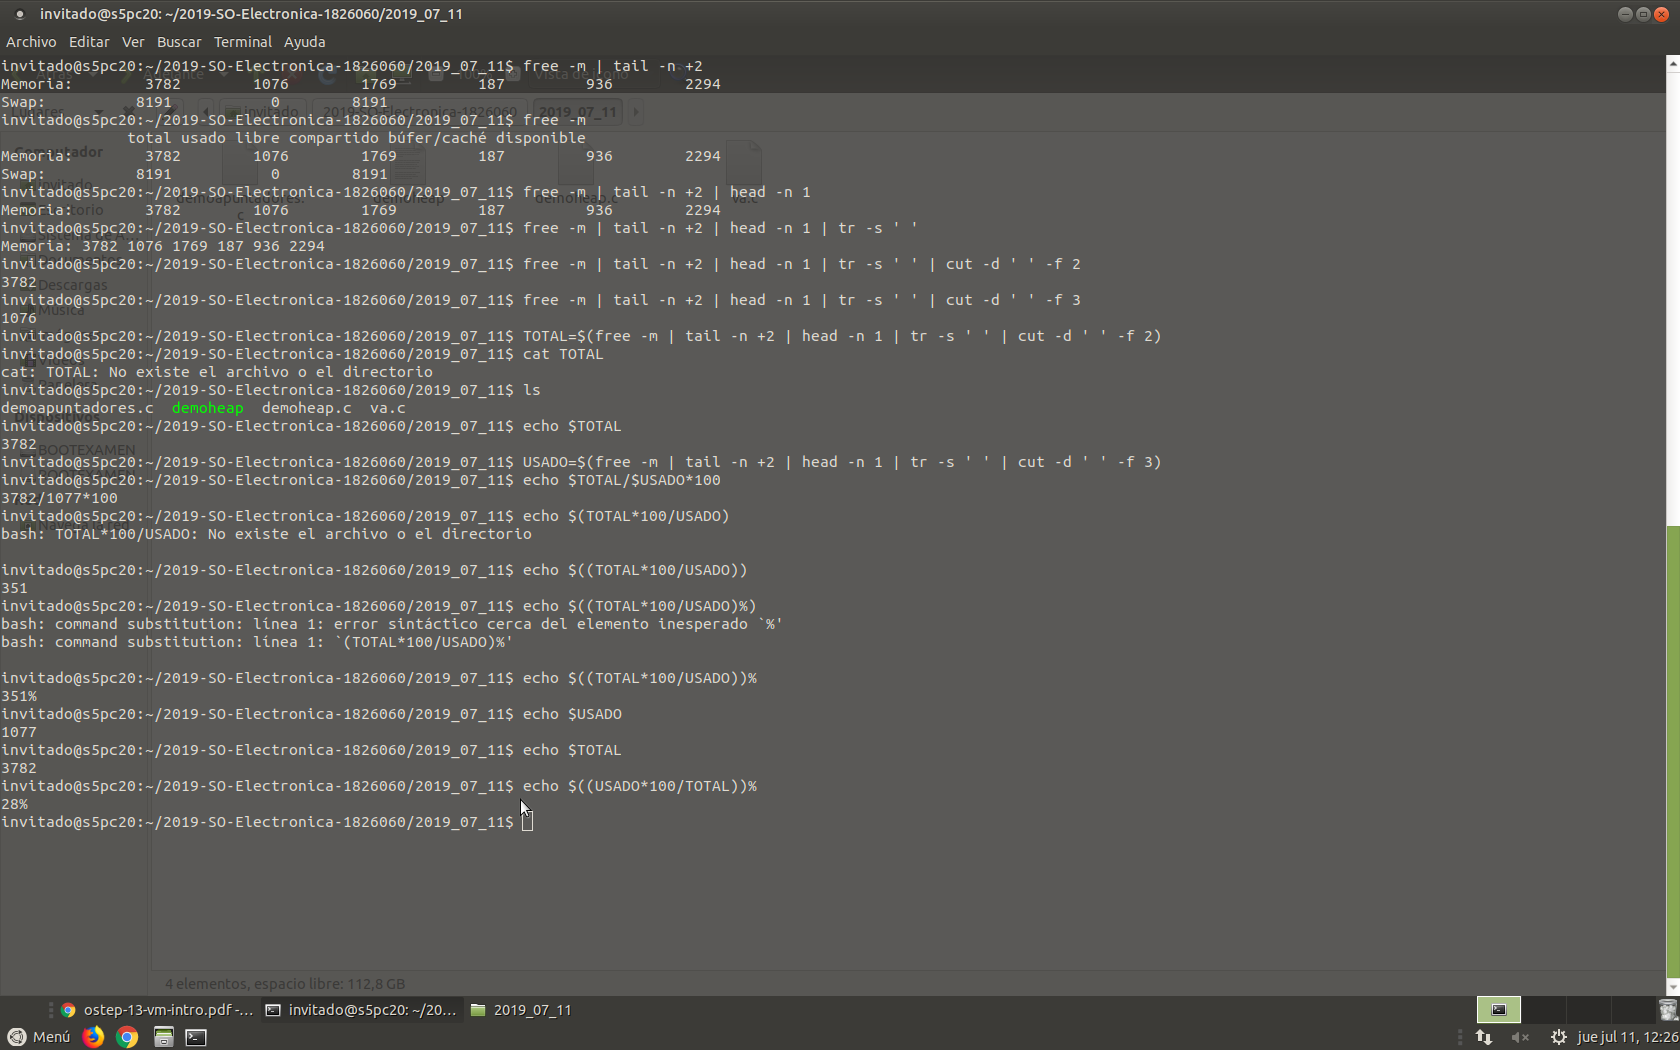 invitado@s5pc20: ~/2019-SO-Electronica-1826060/2019_07_11
Archivo Editar Ver Buscar Terminal Ayuda
invitado@s5pc20:~/2019-SO-Electronica-1826060/2019_07_11$ free -m | tail -n +2
Memoria: 3782 1076 1769 187 936 2294
Swap: 8191 0 8191
invitado@s5pc20:~/2019-SO-Electronica-1826060/2019_07_11$ free -m
total usado libre compartido búfer/caché disponible
Memoria: 3782 1076 1769 187 936 2294
Swap: 8191 0 8191
invitado@s5pc20:~/2019-SO-Electronica-1826060/2019_07_11$ free -m | tail -n +2 | head -n 1
Memoria: 3782 1076 1769 187 936 2294
invitado@s5pc20:~/2019-SO-Electronica-1826060/2019_07_11$ free -m | tail -n +2 | head -n 1 | tr -s ' '
Memoria: 3782 1076 1769 187 936 2294
invitado@s5pc20:~/2019-SO-Electronica-1826060/2019_07_11$ free -m | tail -n +2 | head -n 1 | tr -s ' ' | cut -d ' ' -f 2
3782
invitado@s5pc20:~/2019-SO-Electronica-1826060/2019_07_11$ free -m | tail -n +2 | head -n 1 | tr -s ' ' | cut -d ' ' -f 3
1076
invitado@s5pc20:~/2019-SO-Electronica-1826060/2019_07_11$ TOTAL=$(free -m | tail -n +2 | head -n 1 | tr -s ' ' | cut -d ' ' -f 2)
invitado@s5pc20:~/2019-SO-Electronica-1826060/2019_07_11$ cat TOTAL
cat: TOTAL: No existe el archivo o el directorio
invitado@s5pc20:~/2019-SO-Electronica-1826060/2019_07_11$ ls
demoapuntadores.c demoheap demoheap.c va.c
invitado@s5pc20:~/2019-SO-Electronica-1826060/2019_07_11$ echo $TOTAL
3782
invitado@s5pc20:~/2019-SO-Electronica-1826060/2019_07_11$ USADO=$(free -m | tail -n +2 | head -n 1 | tr -s ' ' | cut -d ' ' -f 3)
invitado@s5pc20:~/2019-SO-Electronica-1826060/2019_07_11$ echo $TOTAL/$USADO*100
3782/1077*100
invitado@s5pc20:~/2019-SO-Electronica-1826060/2019_07_11$ echo $(TOTAL*100/USADO)
bash: TOTAL*100/USADO: No existe el archivo o el directorio
invitado@s5pc20:~/2019-SO-Electronica-1826060/2019_07_11$ echo $((TOTAL*100/USADO))
351
invitado@s5pc20:~/2019-SO-Electronica-1826060/2019_07_11$ echo $((TOTAL*100/USADO)%)
bash: command substitution: línea 1: error sintáctico cerca del elemento inesperado `%'
bash: command substitution: línea 1: `(TOTAL*100/USADO)%'
invitado@s5pc20:~/2019-SO-Electronica-1826060/2019_07_11$ echo $((TOTAL*100/USADO))%
351%
invitado@s5pc20:~/2019-SO-Electronica-1826060/2019_07_11$ echo $USADO
1077
invitado@s5pc20:~/2019-SO-Electronica-1826060/2019_07_11$ echo $TOTAL
3782
invitado@s5pc20:~/2019-SO-Electronica-1826060/2019_07_11$ echo $((USADO*100/TOTAL))%
28%
invitado@s5pc20:~/2019-SO-Electronica-1826060/2019_07_11$
4 elementos, espacio libre: 112,8 GB
ostep-13-vm-intro.pdf -... invitado@s5pc20: ~/20... 2019_07_11
Menú jue jul 11, 12:26